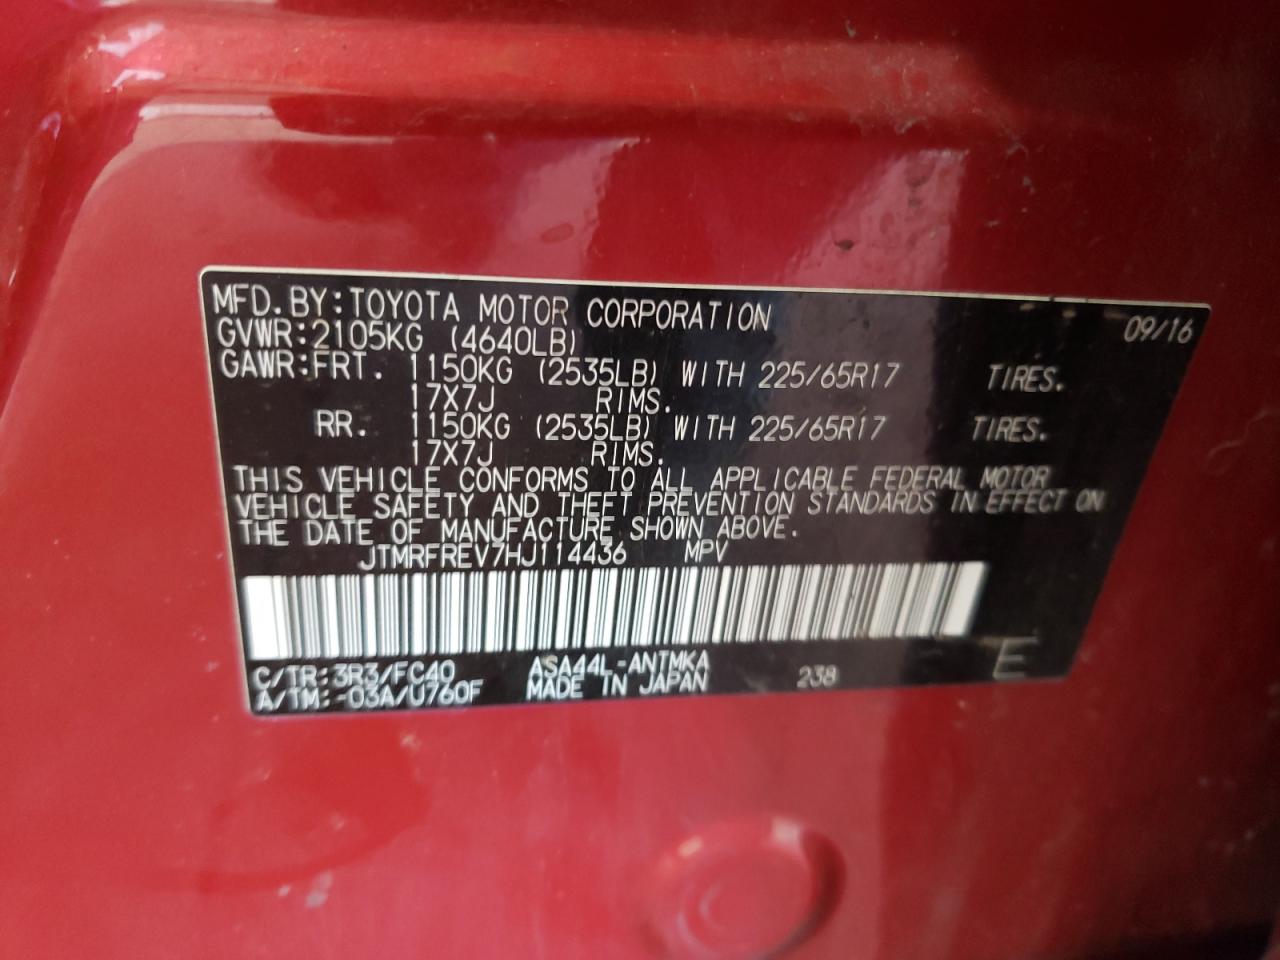 MFD.BY:TOYOTA MOTOR CORPORATION 09/16
GVWR:2105KG (4640LB)
GAWR:FRT. 1150KG (2535LB) WITH 225/65R17 TIRES.
17X7J RIMS.
RR. 1150KG (2535LB) WITH 225/65R17 TIRES.
17X7J RIMS.
THIS VEHICLE CONFORMS TO ALL APPLICABLE FEDERAL MOTOR
VEHICLE SAFETY AND THEFT PREVENTION STANDARDS IN EFFECT ON
THE DATE OF MANUFACTURE SHOWN ABOVE.
JTMRFREV7HJ114436 MPV
C/TR:3R3/FC40 ASA44L-ANTMKA 238 E
A/TM:-03A/U760F MADE IN JAPAN